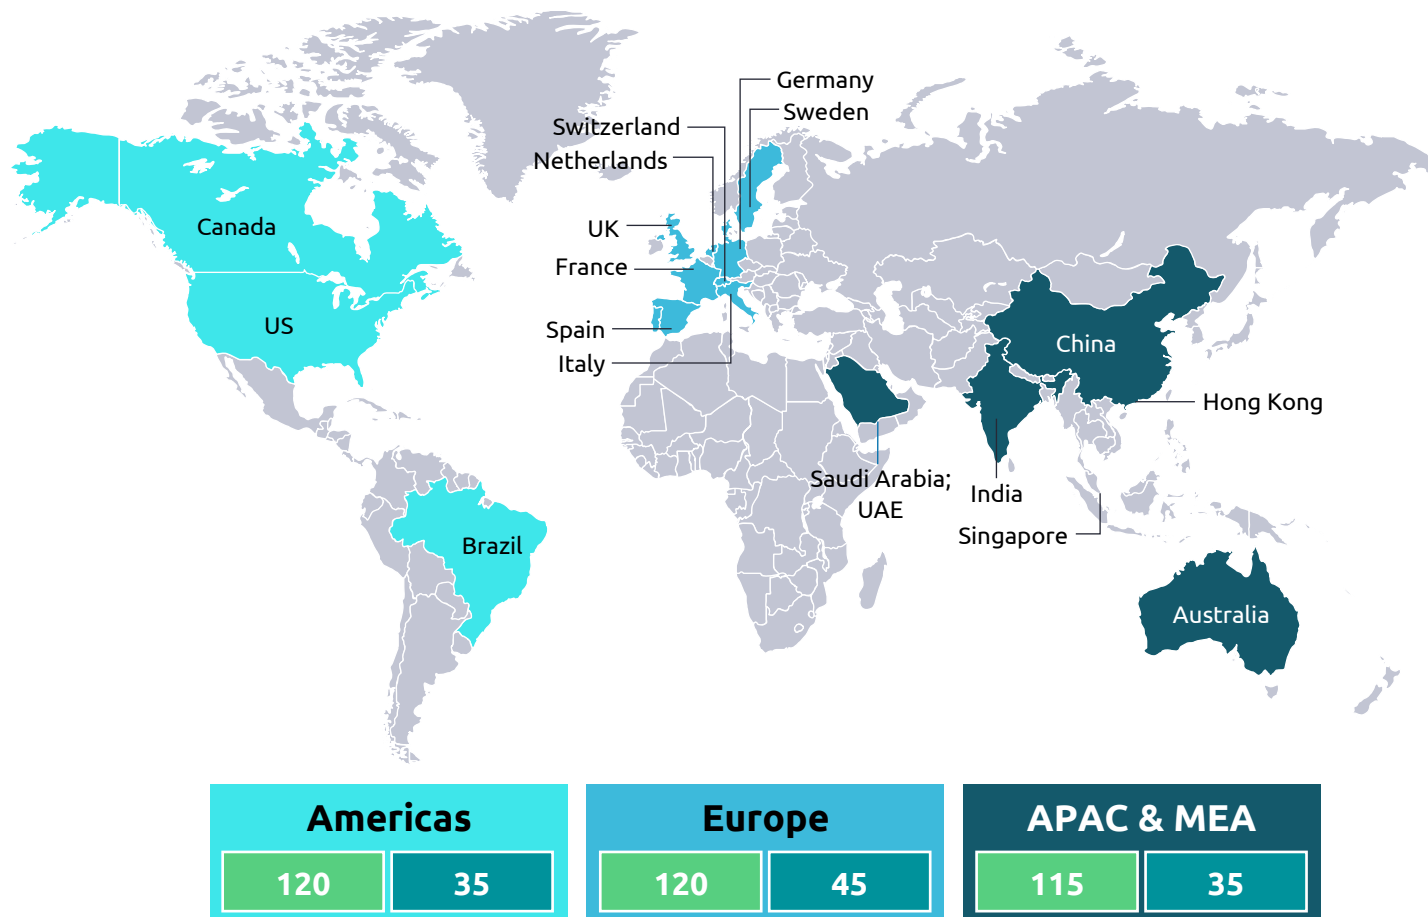 Germany
Sweden
Switzerland
Netherlands
Canada
UK
France
US
Spain
Italy
China
Hong Kong
Saudi Arabia;
UAE
India
Singapore
Brazil
Australia
Americas
120 35
Europe
120 45
APAC & MEA
115 35